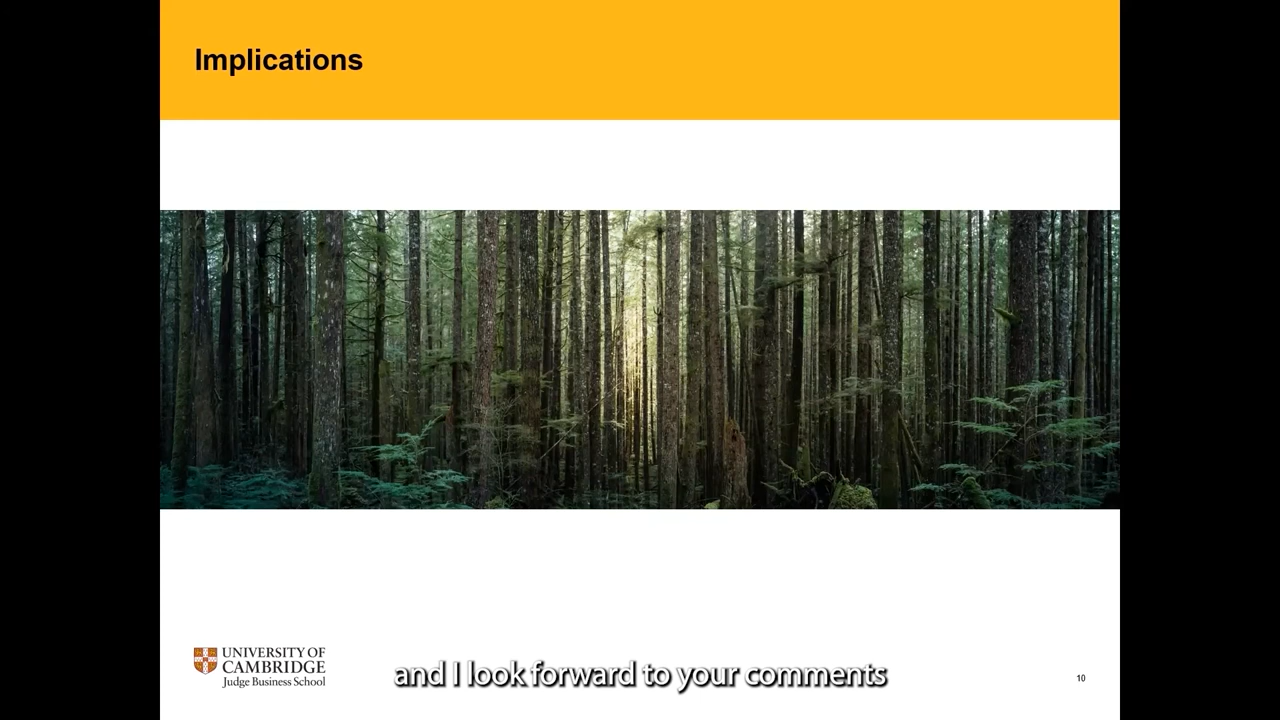 Implications
UNIVERSITY OF
CAMBRIDGE
Judge Business School
and I look forward to your comments
10